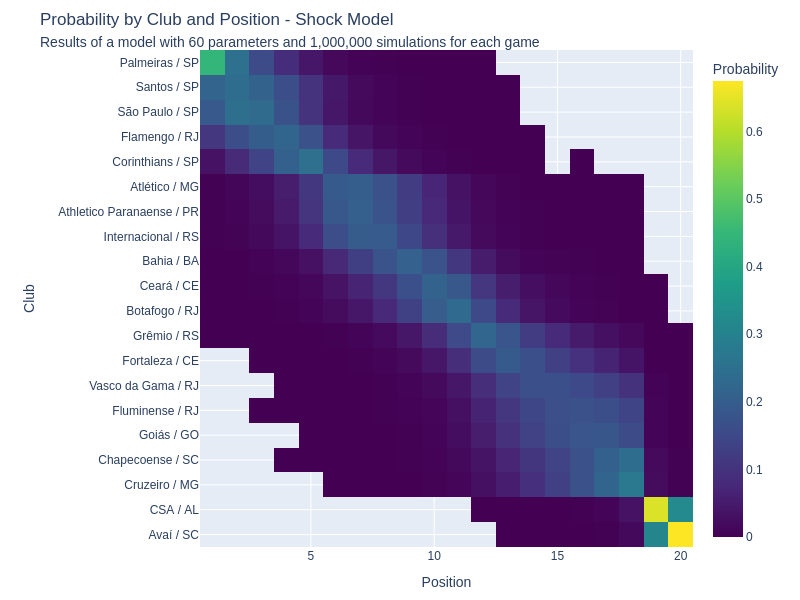 Probability by Club and Position - Shock Model
Results of a model with 60 parameters and 1,000,000 simulations for each game
Probability
Club
Palmeiras / SP
Santos / SP
São Paulo / SP
Flamengo / RJ
Corinthians / SP
Atlético / MG
Athletico Paranaense / PR
Internacional / RS
Bahia / BA
Ceará / CE
Botafogo / RJ
Grêmio / RS
Fortaleza / CE
Vasco da Gama / RJ
Fluminense / RJ
Goiás / GO
Chapecoense / SC
Cruzeiro / MG
CSA / AL
Avaí / SC
0.6
0.5
0.4
0.3
0.2
0.1
0
5
10
15
20
Position